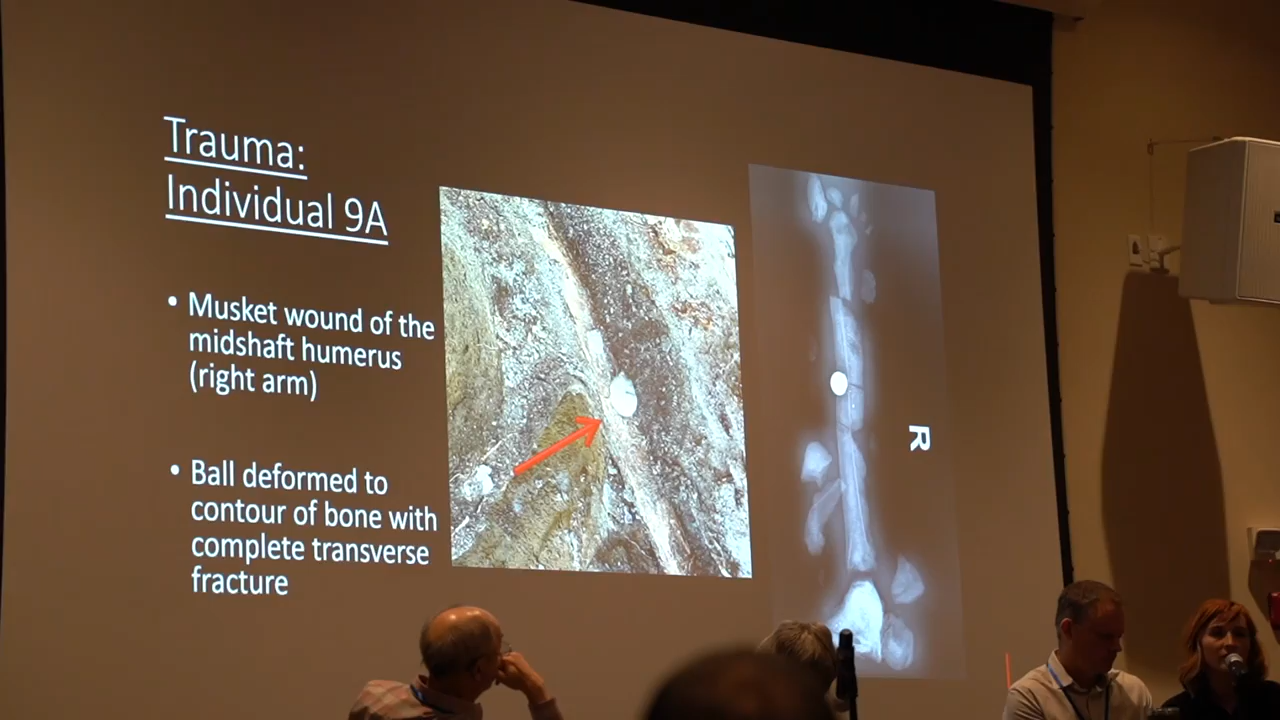 Trauma:
Individual 9A
• Musket wound of the
midshaft humerus
(right arm)
• Ball deformed to
contour of bone with
complete transverse
fracture
R